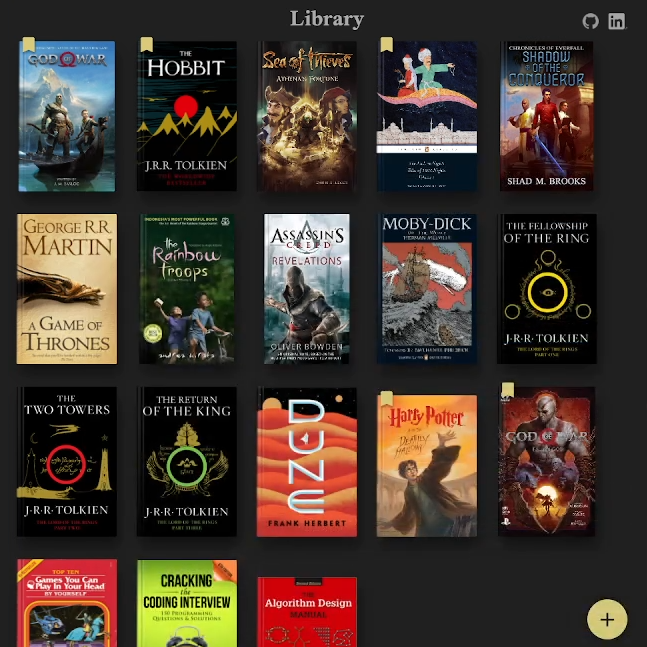 Library
in
GOD OF WAR
THE
HOBBIT
J.R.R. TOLKIEN
Sea of Thieves
ATHENA'S FORTUNE
CHRONICLES OF EVERFALL
SHADOW
OF THE
CONQUEROR
SHAD M. BROOKS
GEORGE R.R.
MARTIN
A GAME OF
THRONES
INDONESIA'S MOST POWERFUL BOOK
the
Rainbow
Troops
ASSASSIN'S
CREED
REVELATIONS
OLIVER BOWDEN
MOBY-DICK
HERMAN MELVILLE
THE FELLOWSHIP
OF THE RING
J·R·R·TOLKIEN
THE LORD OF THE RINGS
PART ONE
THE
TWO TOWERS
J·R·R·TOLKIEN
THE LORD OF THE RINGS
PART TWO
THE RETURN
OF THE KING
J·R·R·TOLKIEN
THE LORD OF THE RINGS
PART THREE
DUNE
FRANK HERBERT
Harry Potter
DEATHLY
HALLOWS
GOD OF WAR
TOP TEN
Games You Can
Play In Your Head
BY YOURSELF
CRACKING
the
CODING INTERVIEW
QUESTIONS & SOLUTIONS
THE
Algorithm Design
MANUAL
+